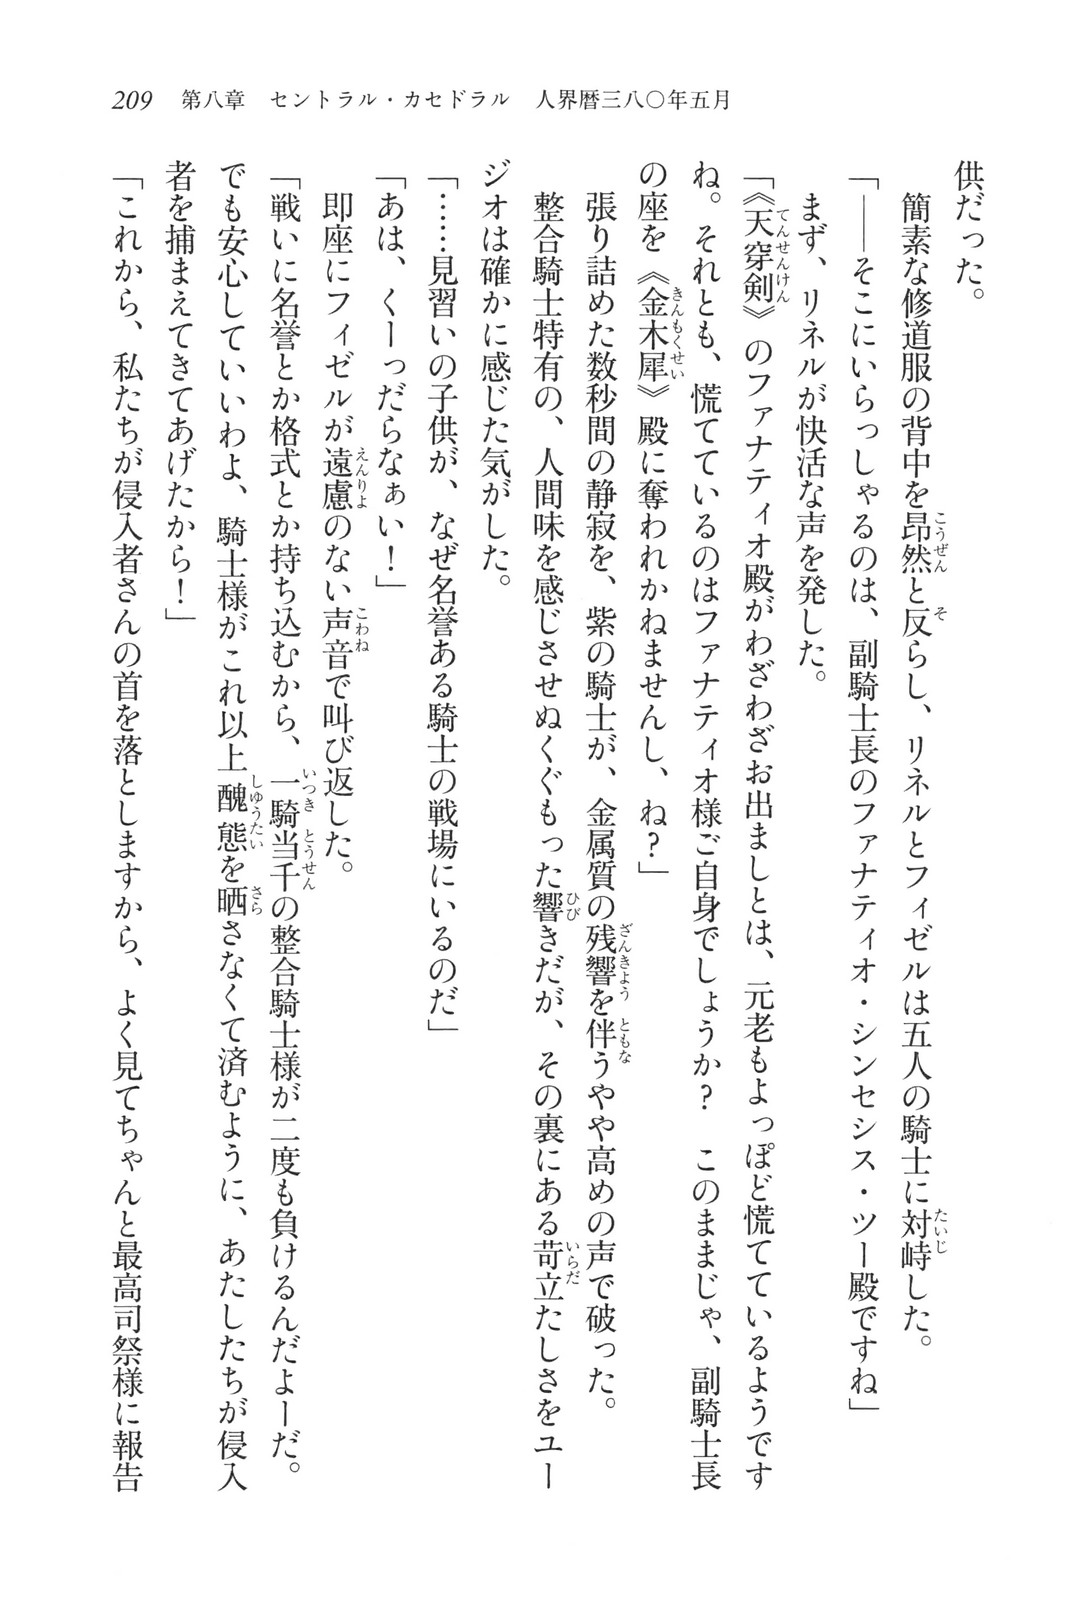 209　第八章　セントラル・カセドラル　人界暦三八〇年五月
供だった。
　簡素な修道服の背中を昂然と反らし、リネルとフィゼルは五人の騎士に対峙した。
「――そこにいらっしゃるのは、副騎士長のファナティオ・シンセシス・ツー殿ですね」
　まず、リネルが快活な声を発した。
「《天穿剣》のファナティオ殿がわざわざお出ましとは、元老もよっぽど慌てているようです
ね。それとも、慌てているのはファナティオ様ご自身でしょうか？　このままじゃ、副騎士長
の座を《金木犀》殿に奪われかねませんし、ね？」
　張り詰めた数秒間の静寂を、紫の騎士が、金属質の残響を伴うやや高めの声で破った。
　整合騎士特有の、人間味を感じさせぬくぐもった響きだが、その裏にある苛立たしさをユー
ジオは確かに感じた気がした。
「……見習いの子供が、なぜ名誉ある騎士の戦場にいるのだ」
「あは、くーっだらなぁい！」
　即座にフィゼルが遠慮のない声音で叫び返した。
「戦いに名誉とか格式とか持ち込むから、一騎当千の整合騎士様が二度も負けるんだよーだ。
でも安心していいわよ、騎士様がこれ以上醜態を晒さなくて済むように、あたしたちが侵入
者を捕まえてきてあげたから！」
「これから、私たちが侵入者さんの首を落としますから、よく見てちゃんと最高司祭様に報告